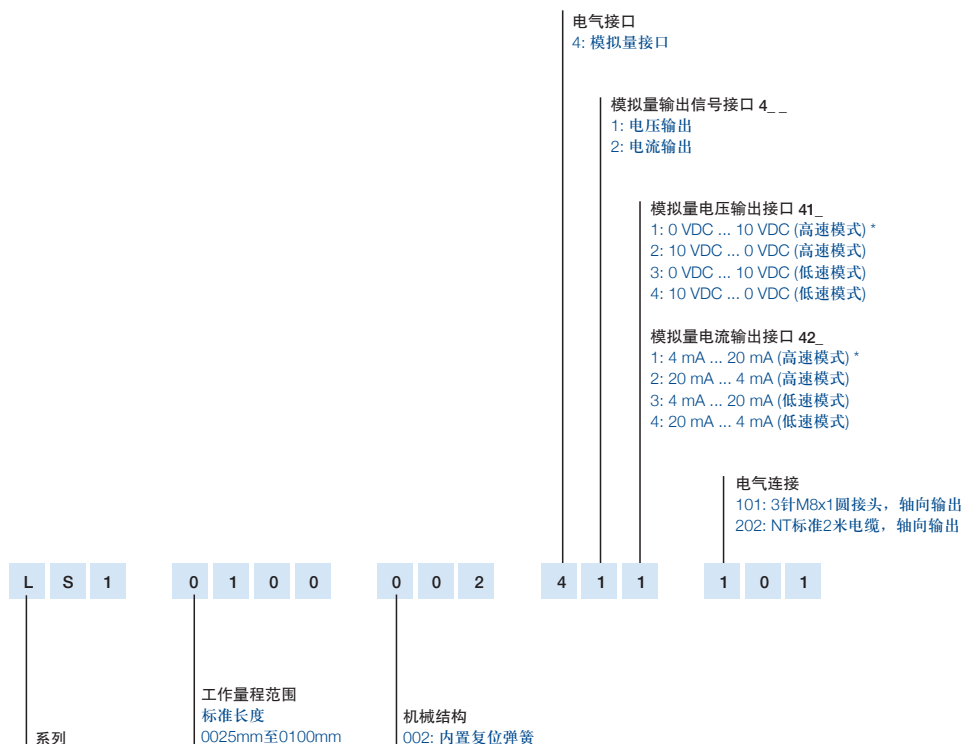 电气接口
4: 模拟量接口
模拟量输出信号接口 4_ _
1: 电压输出
2: 电流输出
模拟量电压输出接口 41_
1: 0 VDC ... 10 VDC (高速模式) *
2: 10 VDC ... 0 VDC (高速模式)
3: 0 VDC ... 10 VDC (低速模式)
4: 10 VDC ... 0 VDC (低速模式)
模拟量电流输出接口 42_
1: 4 mA ... 20 mA (高速模式) *
2: 20 mA ... 4 mA (高速模式)
3: 4 mA ... 20 mA (低速模式)
4: 20 mA ... 4 mA (低速模式)
电气连接
101: 3针M8x1圆接头，轴向输出
202: NT标准2米电缆，轴向输出
L S 1 0 1 0 0 0 0 2 4 1 1 1 0 1
工作量程范围
标准长度
0025mm至0100mm
机械结构
002: 内置复位弹簧
系列